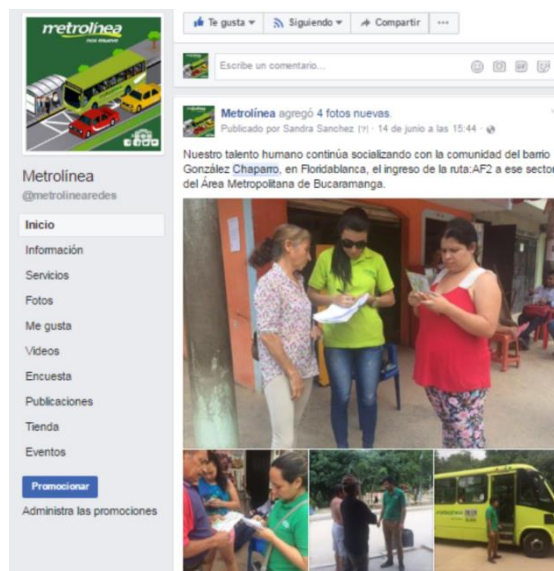 metrolínea
Metrolínea
@metrolinearedes
Inicio
Información
Servicios
Fotos
Me gusta
Videos
Encuesta
Publicaciones
Tienda
Eventos
Promocionar
Administra las promociones
Te gusta
Siguiendo
Compartir
Escribe un comentario...
Metrolínea agregó 4 fotos nuevas.
Publicado por Sandra Sanchez [?] · 14 de junio a las 15:44 ·
Nuestro talento humano continúa socializando con la comunidad del barrio
González Chaparro, en Floridablanca, el ingreso de la ruta:AF2 a ese sector
del Área Metropolitana de Bucaramanga.